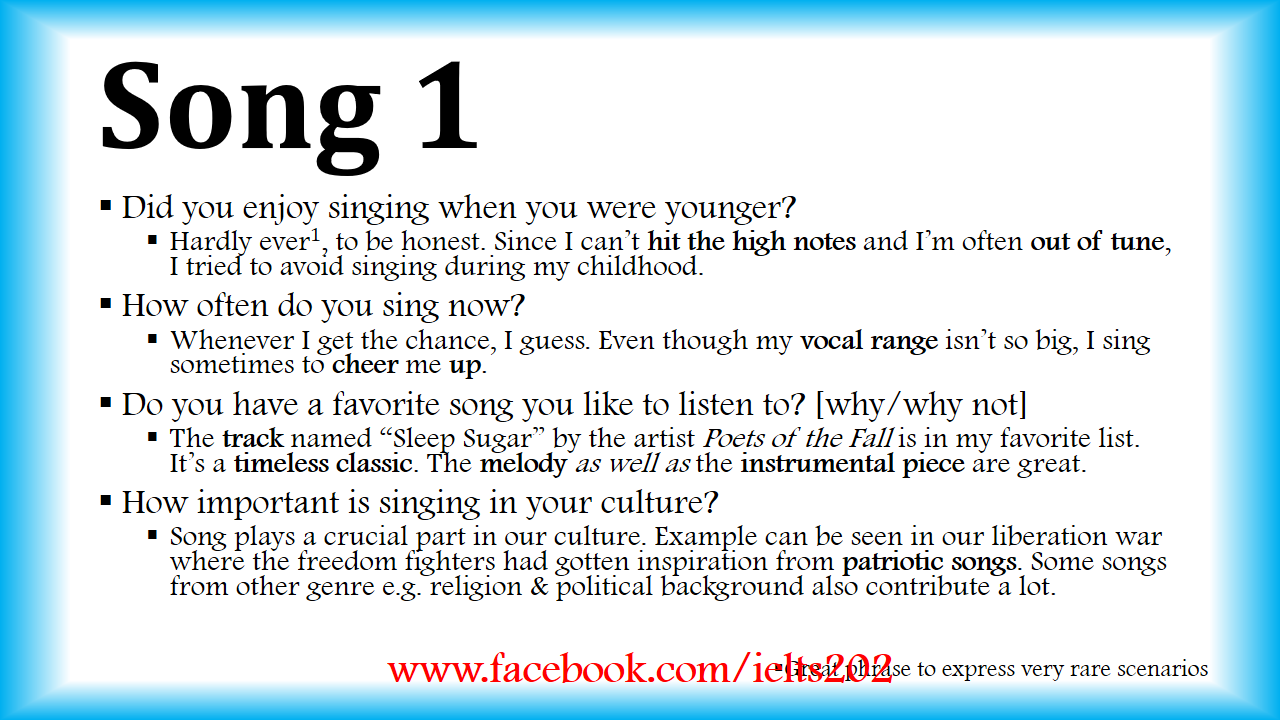 Song 1
▪ Did you enjoy singing when you were younger?
▪ Hardly ever¹, to be honest. Since I can’t hit the high notes and I’m often out of tune,
I tried to avoid singing during my childhood.
▪ How often do you sing now?
▪ Whenever I get the chance, I guess. Even though my vocal range isn’t so big, I sing
sometimes to cheer me up.
▪ Do you have a favorite song you like to listen to? [why/why not]
▪ The track named “Sleep Sugar” by the artist Poets of the Fall is in my favorite list.
It’s a timeless classic. The melody as well as the instrumental piece are great.
▪ How important is singing in your culture?
▪ Song plays a crucial part in our culture. Example can be seen in our liberation war
where the freedom fighters had gotten inspiration from patriotic songs. Some songs
from other genre e.g. religion & political background also contribute a lot.
www.facebook.com/ielts202
▪ Great phrase to express very rare scenarios